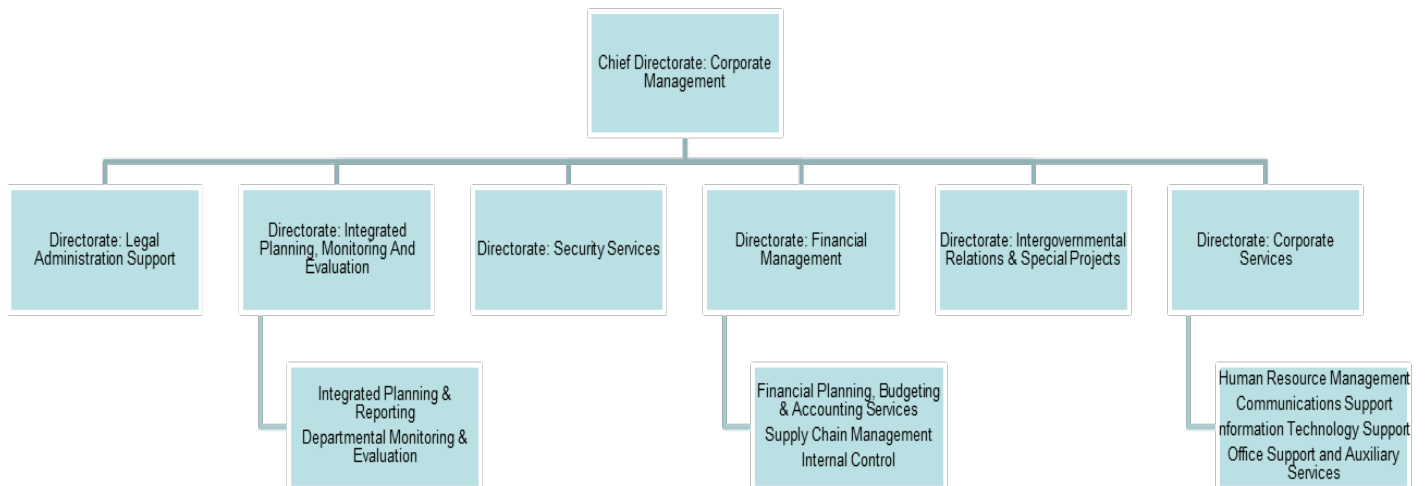 Chief Directorate: Corporate
Management
Directorate: Legal
Administration Support
Directorate: Integrated
Planning, Monitoring And
Evaluation
Directorate: Security Services
Directorate: Financial
Management
Directorate: Intergovernmental
Relations & Special Projects
Directorate: Corporate
Services
Integrated Planning &
Reporting
Departmental Monitoring &
Evaluation
Financial Planning, Budgeting
& Accounting Services
Supply Chain Management
Internal Control
Human Resource Management
Communications Support
nformation Technology Support
Office Support and Auxiliary
Services